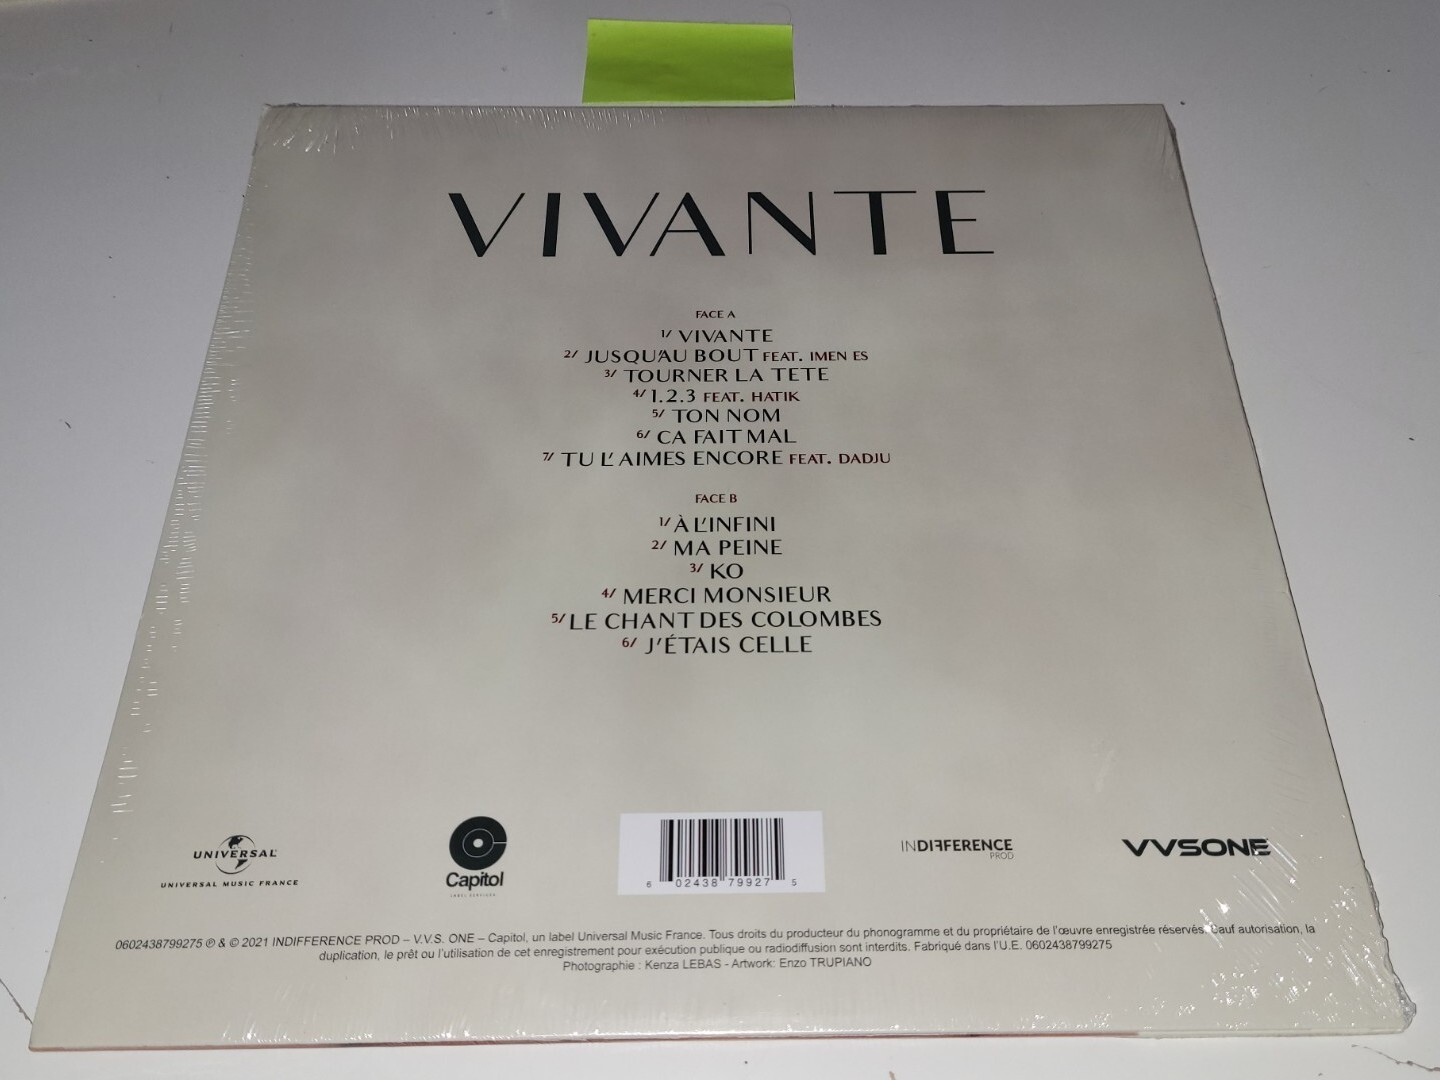 VIVANTE
FACE A
1/ VIVANTE
2/ JUSQU'AU BOUT FEAT. IMEN ES
3/ TOURNER LA TETE
4/ 1.2.3 FEAT. HATIK
5/ TON NOM
6/ CA FAIT MAL
7/ TU L'AIMES ENCORE FEAT. DADJU
FACE B
1/ À L'INFINI
2/ MA PEINE
3/ KO
4/ MERCI MONSIEUR
5/ LE CHANT DES COLOMBES
6/ J'ÉTAIS CELLE
UNIVERSAL
UNIVERSAL MUSIC FRANCE
Capitol
LABEL SERVICES
6 02438 79927 5
INDIFFERENCE
PROD
VVSONE
0602438799275 ℗ & © 2021 INDIFFERENCE PROD – V.V.S. ONE – Capitol, un label Universal Music France. Tous droits du producteur du phonogramme et du propriétaire de l'œuvre enregistrée réservés. Sauf autorisation, la
duplication, le prêt ou l'utilisation de cet enregistrement pour exécution publique ou radiodiffusion sont interdits. Fabriqué dans l'U.E. 0602438799275
Photographie : Kenza LEBAS - Artwork: Enzo TRUPIANO